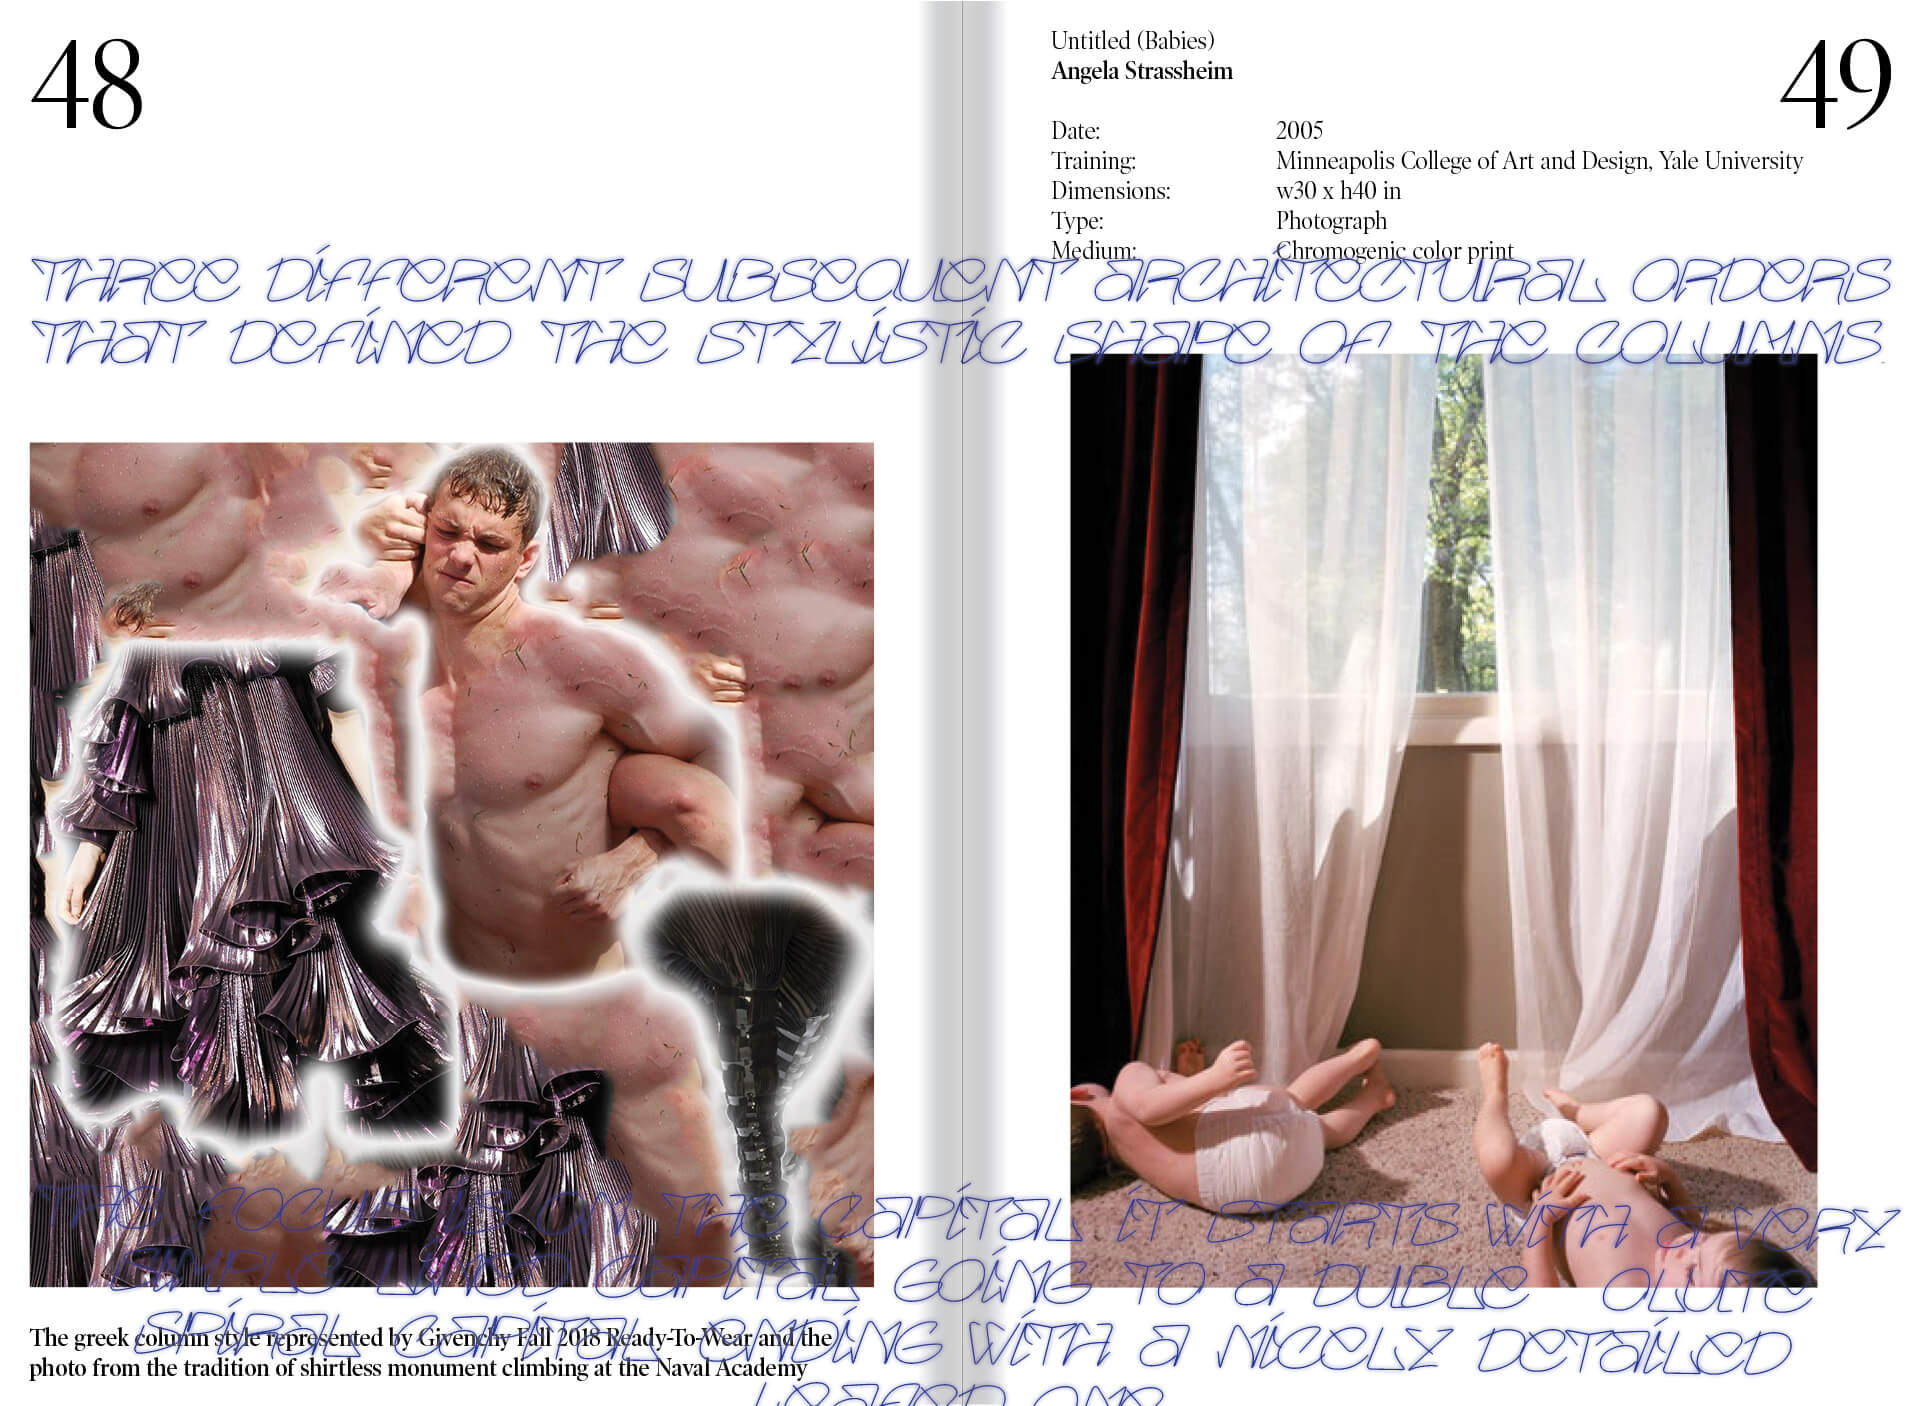 48
Untitled (Babies)
Angela Strassheim
49
Date: 2005
Training: Minneapolis College of Art and Design, Yale University
Dimensions: w30 x h40 in
Type: Photograph
Medium: Chromogenic color print
THREE DIFFERENT SUBSEQUENT ARCHITECTURAL ORDERS
THAT DEFINED THE STYLISTIC SHAPE OF THE COLUMNS.
THE FOCUS IS ON THE CAPITAL IT STARTS WITH A VERY
SIMPLE LINED CAPITAL GOING TO A DUBLE OLUTE
SPIRAL CAPITAL ENDING WITH A NICELY DETAILED
LEAFED ONE
The greek column style represented by Givenchy Fall 2018 Ready-To-Wear and the
photo from the tradition of shirtless monument climbing at the Naval Academy